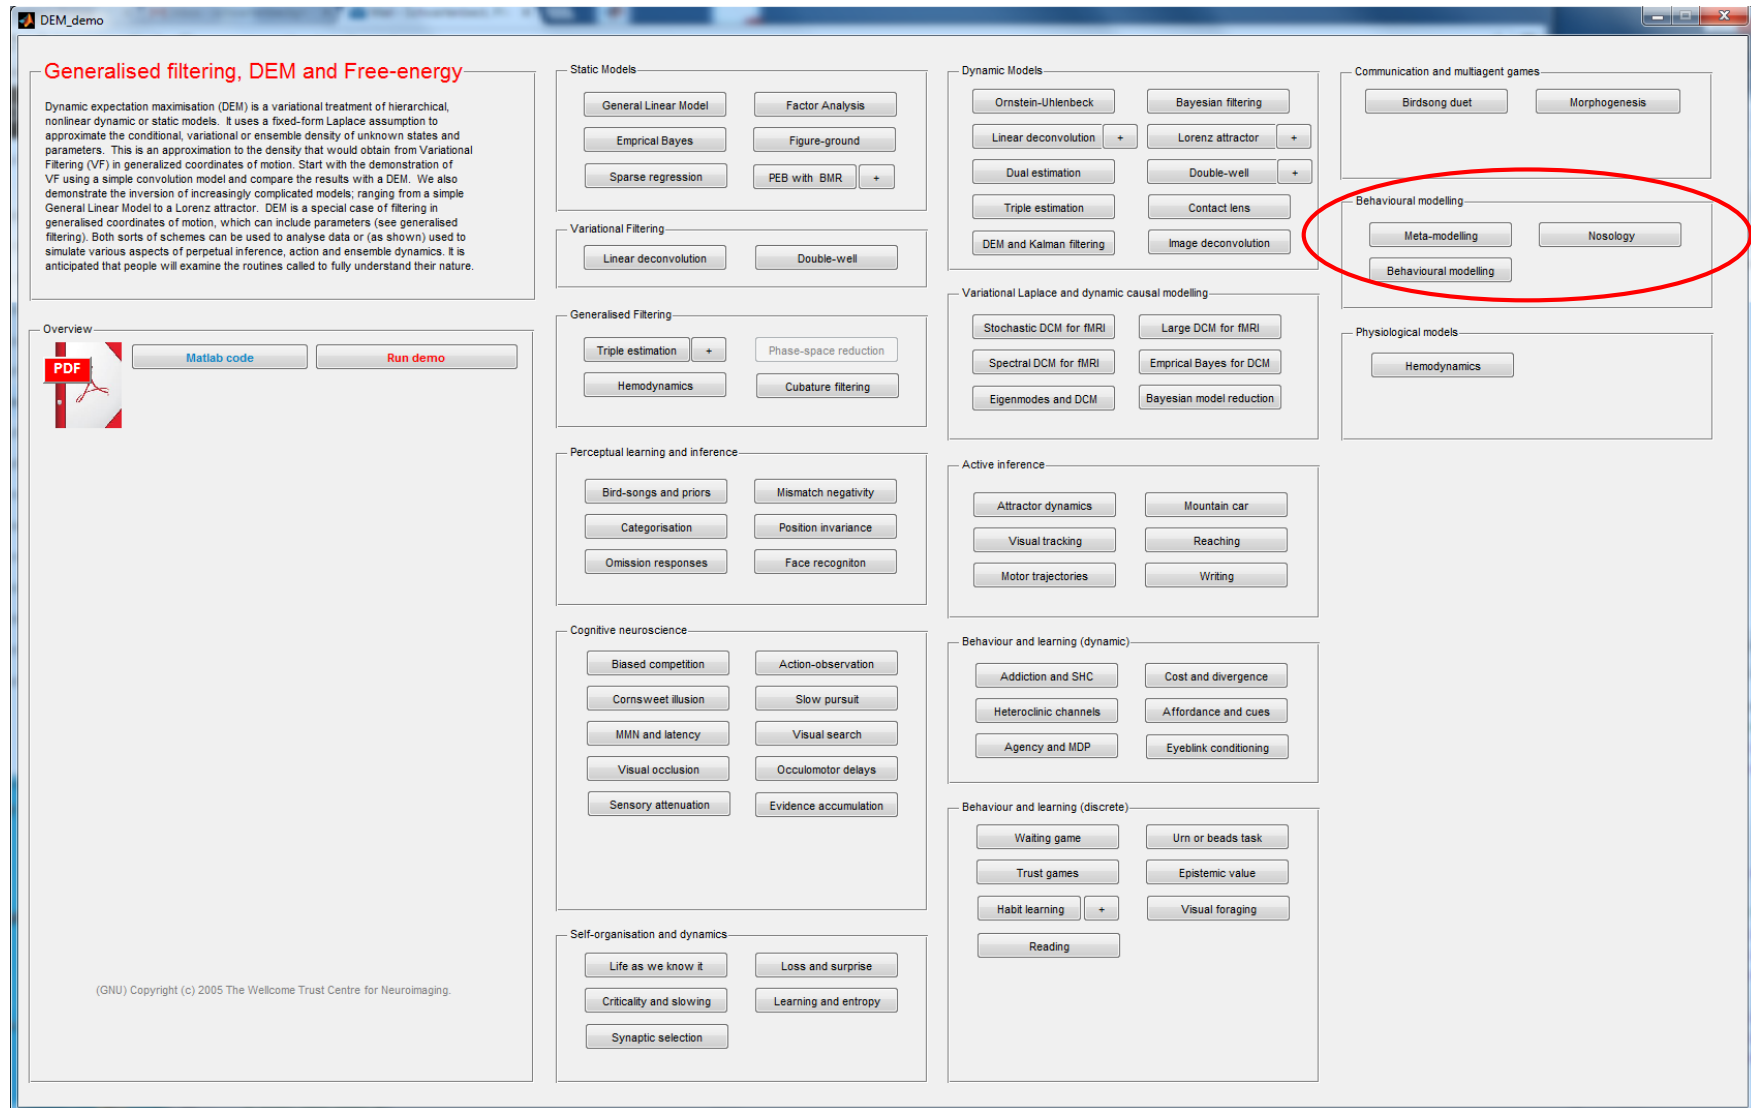 DEM_demo
Generalised filtering, DEM and Free-energy
Dynamic expectation maximisation (DEM) is a variational treatment of hierarchical,
nonlinear dynamic or static models. It uses a fixed-form Laplace assumption to
approximate the conditional, variational or ensemble density of unknown states and
parameters. This is an approximation to the density that would obtain from Variational
Filtering (VF) in generalized coordinates of motion. Start with the demonstration of
VF using a simple convolution model and compare the results with a DEM. We also
demonstrate the inversion of increasingly complicated models; ranging from a simple
General Linear Model to a Lorenz attractor. DEM is a special case of filtering in
generalised coordinates of motion, which can include parameters (see generalised
filtering). Both sorts of schemes can be used to analyse data or (as shown) used to
simulate various aspects of perpetual inference, action and ensemble dynamics. It is
anticipated that people will examine the routines called to fully understand their nature.
Overview
PDF
Matlab code
Run demo
(GNU) Copyright (c) 2005 The Wellcome Trust Centre for Neuroimaging.
Static Models
General Linear Model
Factor Analysis
Emprical Bayes
Figure-ground
Sparse regression
PEB with BMR
+
Variational Filtering
Linear deconvolution
Double-well
Generalised Filtering
Triple estimation
+
Phase-space reduction
Hemodynamics
Cubature filtering
Perceptual learning and inference
Bird-songs and priors
Mismatch negativity
Categorisation
Position invariance
Omission responses
Face recogniton
Cognitive neuroscience
Biased competition
Action-observation
Cornsweet illusion
Slow pursuit
MMN and latency
Visual search
Visual occlusion
Occulomotor delays
Sensory attenuation
Evidence accumulation
Self-organisation and dynamics
Life as we know it
Loss and surprise
Criticality and slowing
Learning and entropy
Synaptic selection
Dynamic Models
Ornstein-Uhlenbeck
Bayesian filtering
Linear deconvolution
+
Lorenz attractor
+
Dual estimation
Double-well
+
Triple estimation
Contact lens
DEM and Kalman filtering
Image deconvolution
Variational Laplace and dynamic causal modelling
Stochastic DCM for fMRI
Large DCM for fMRI
Spectral DCM for fMRI
Emprical Bayes for DCM
Eigenmodes and DCM
Bayesian model reduction
Active inference
Attractor dynamics
Mountain car
Visual tracking
Reaching
Motor trajectories
Writing
Behaviour and learning (dynamic)
Addiction and SHC
Cost and divergence
Heteroclinic channels
Affordance and cues
Agency and MDP
Eyeblink conditioning
Behaviour and learning (discrete)
Waiting game
Urn or beads task
Trust games
Epistemic value
Habit learning
+
Visual foraging
Reading
Communication and multiagent games
Birdsong duet
Morphogenesis
Behavioural modelling
Meta-modelling
Nosology
Behavioural modelling
Physiological models
Hemodynamics